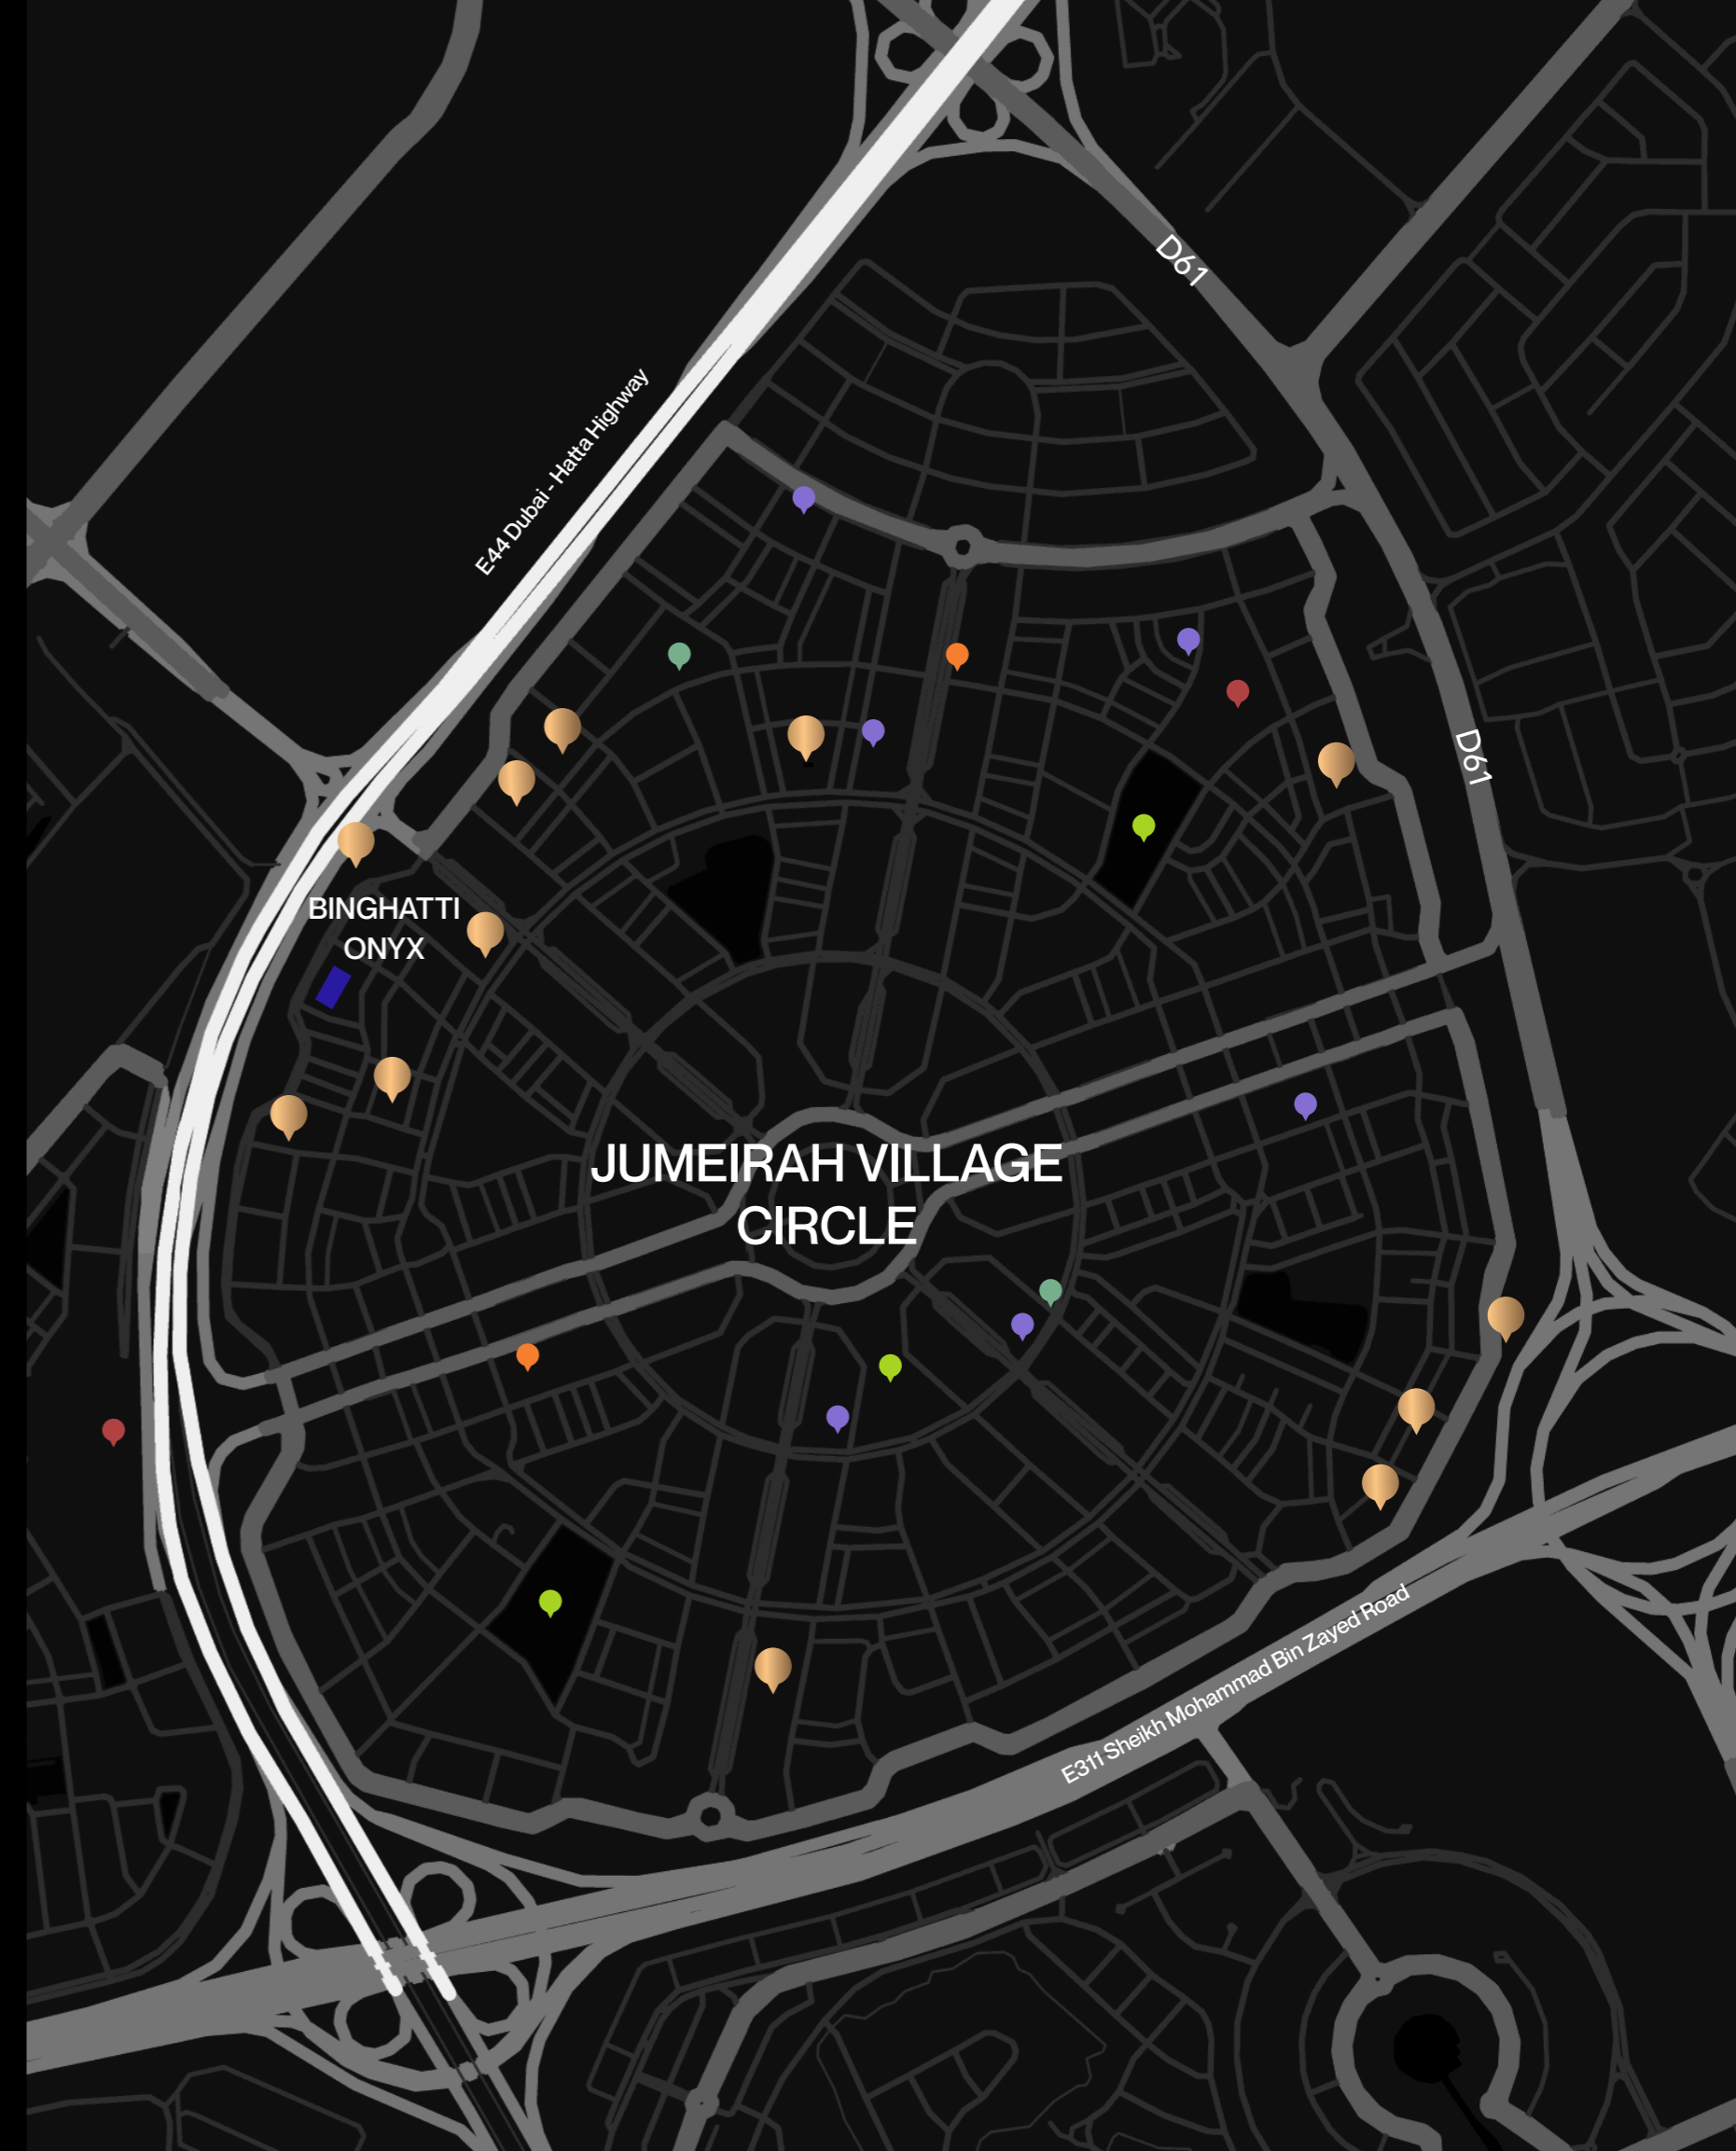 D61
E44 Dubai - Hatta Highway
D61
BINGHATTI
ONYX
JUMEIRAH VILLAGE
CIRCLE
E311 Sheikh Mohammad Bin Zayed Road